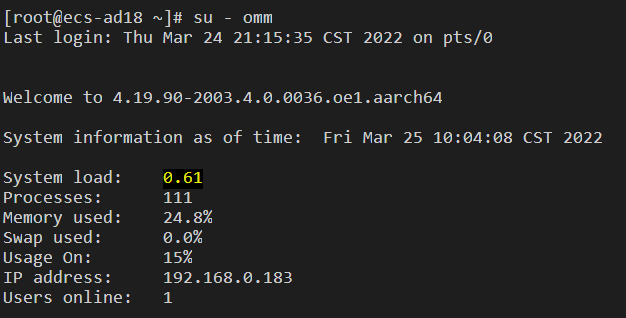 [root@ecs-ad18 ~]# su - omm
Last login: Thu Mar 24 21:15:35 CST 2022 on pts/0
Welcome to 4.19.90-2003.4.0.0036.oe1.aarch64
System information as of time:  Fri Mar 25 10:04:08 CST 2022
System load:    0.61
Processes:      111
Memory used:    24.8%
Swap used:      0.0%
Usage On:       15%
IP address:     192.168.0.183
Users online:   1